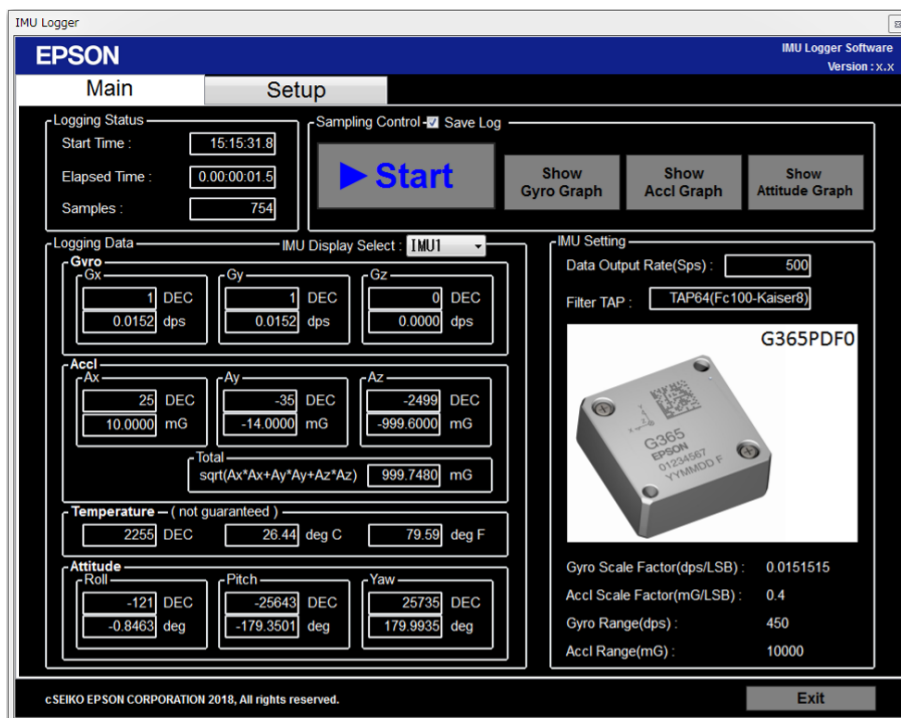 IMU Logger
EPSON
IMU Logger Software
Version : x.x
Main
Setup
Logging Status
Start Time : 15:15:31.8
Elapsed Time : 0.00:00:01.5
Samples : 754
Sampling Control
Save Log
Start
Show
Gyro Graph
Show
Accl Graph
Show
Attitude Graph
Logging Data
IMU Display Select : IMU1
Gyro
Gx
1 DEC
0.0152 dps
Gy
1 DEC
0.0152 dps
Gz
0 DEC
0.0000 dps
Accl
Ax
25 DEC
10.0000 mG
Ay
-35 DEC
-14.0000 mG
Az
-2499 DEC
-999.6000 mG
Total
sqrt(Ax*Ax+Ay*Ay+Az*Az) 999.7480 mG
Temperature – ( not guaranteed )
2255 DEC 26.44 deg C 79.59 deg F
Attitude
Roll
-121 DEC
-0.8463 deg
Pitch
-25643 DEC
-179.3501 deg
Yaw
25735 DEC
179.9935 deg
IMU Setting
Data Output Rate(Sps) : 500
Filter TAP : TAP64(Fc100-Kaiser8)
G365PDF0
G365
EPSON
01234567
YYMMDD F
Gyro Scale Factor(dps/LSB) : 0.0151515
Accl Scale Factor(mG/LSB) : 0.4
Gyro Range(dps) : 450
Accl Range(mG) : 10000
cSEIKO EPSON CORPORATION 2018, All rights reserved.
Exit